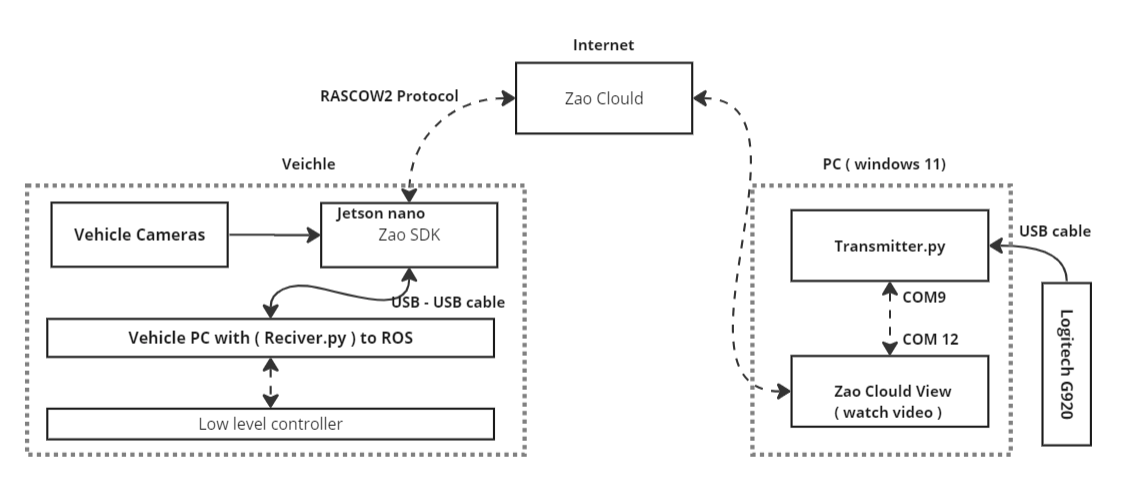 Internet
Zao Clould
RASCOW2 Protocol
Veichle
Vehicle Cameras
Jetson nano
Zao SDK
USB - USB cable
Vehicle PC with ( Reciver.py ) to ROS
Low level controller
PC ( windows 11)
Transmitter.py
USB cable
COM9
COM 12
Zao Clould View
( watch video )
Logitech G920